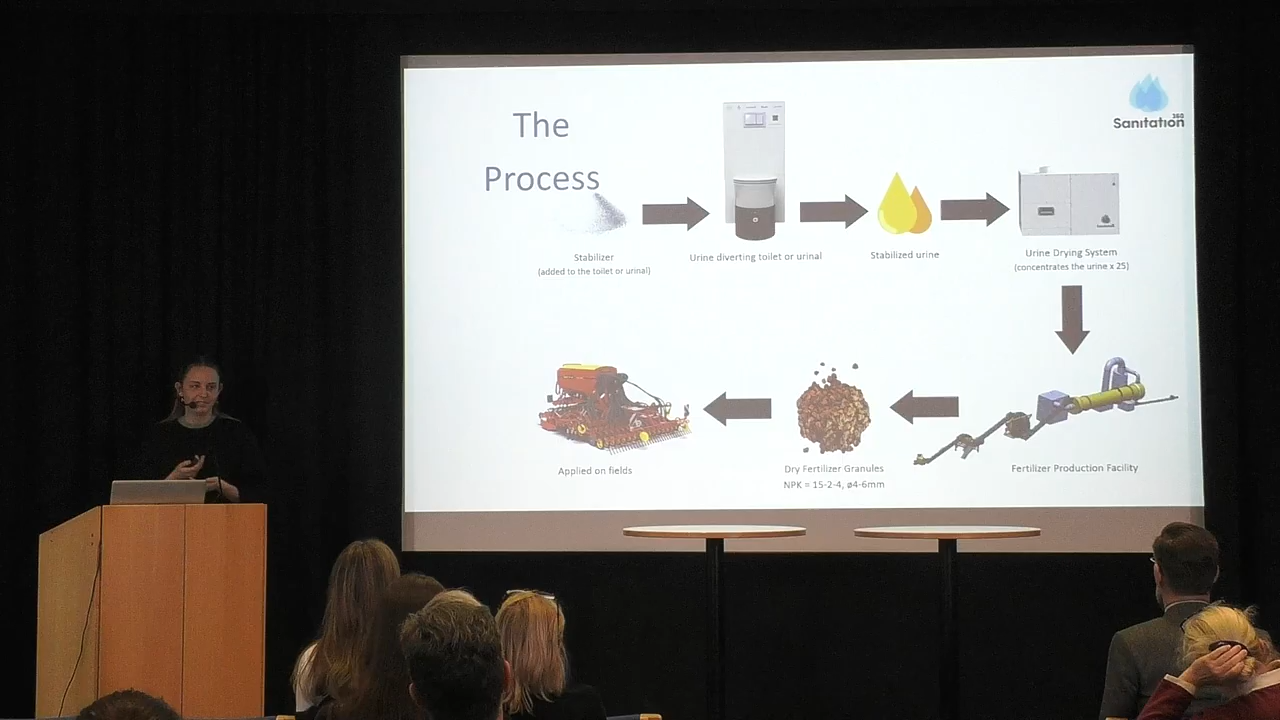 The
Process
360
Sanitation
Stabilizer
(added to the toilet or urinal)
Urine diverting toilet or urinal
Stabilized urine
Urine Drying System
(concentrates the urine x 25)
Applied on fields
Dry Fertilizer Granules
NPK = 15-2-4, ø4-6mm
Fertilizer Production Facility